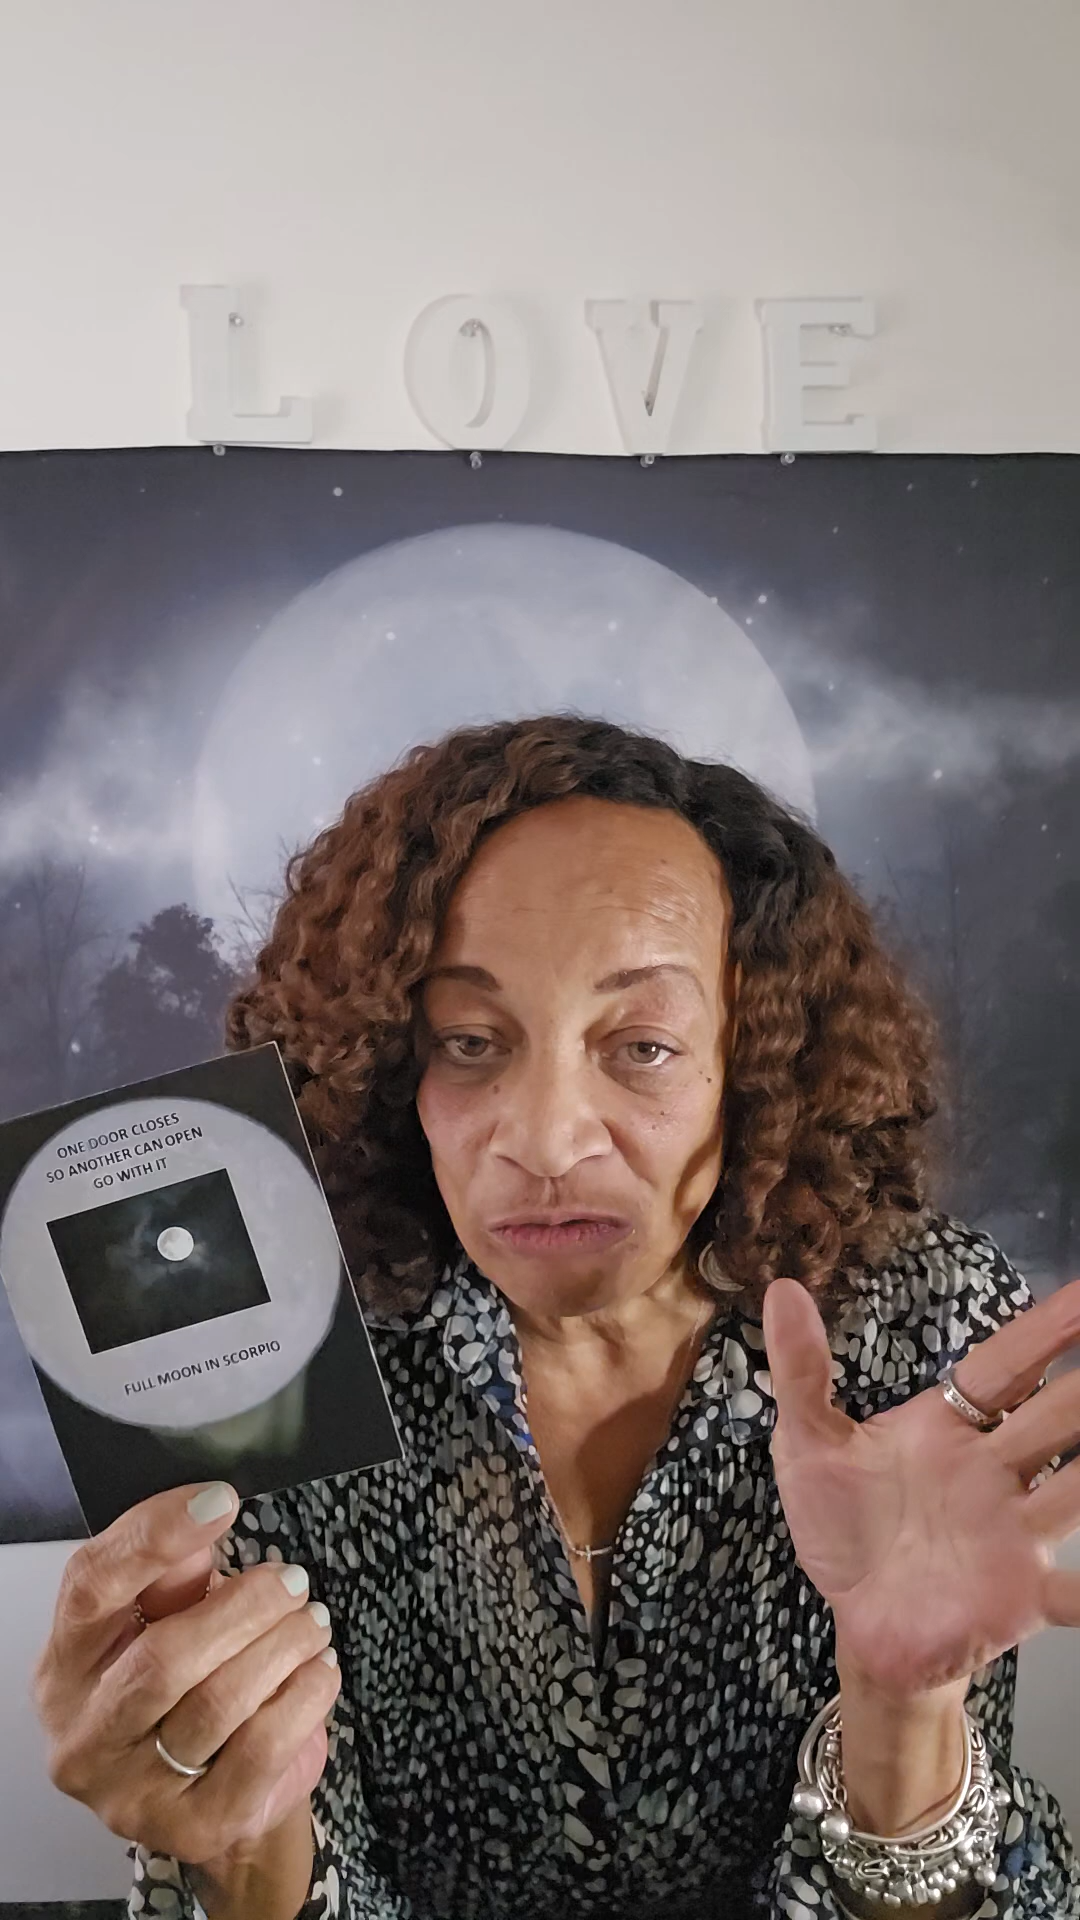 LOVE
ONE DOOR CLOSES
SO ANOTHER CAN OPEN
GO WITH IT
FULL MOON IN SCORPIO